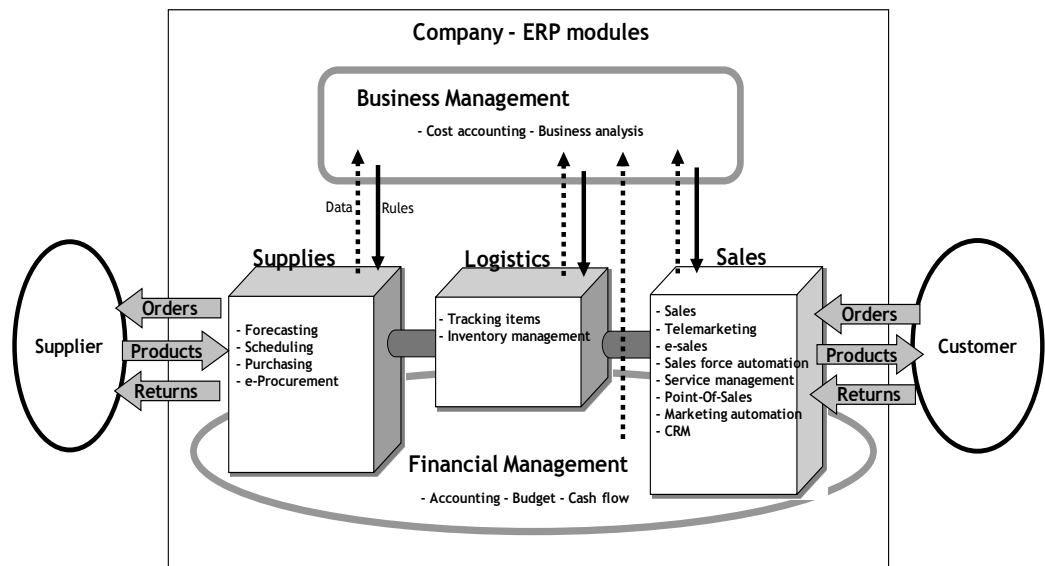 Company - ERP modules
Business Management
- Cost accounting - Business analysis
Data
Rules
Supplies
Logistics
Sales
Supplier
Orders
Products
Returns
- Forecasting
- Scheduling
- Purchasing
- e-Procurement
- Tracking items
- Inventory management
- Sales
- Telemarketing
- e-sales
- Sales force automation
- Service management
- Point-Of-Sales
- Marketing automation
- CRM
Orders
Products
Returns
Customer
Financial Management
- Accounting - Budget - Cash flow